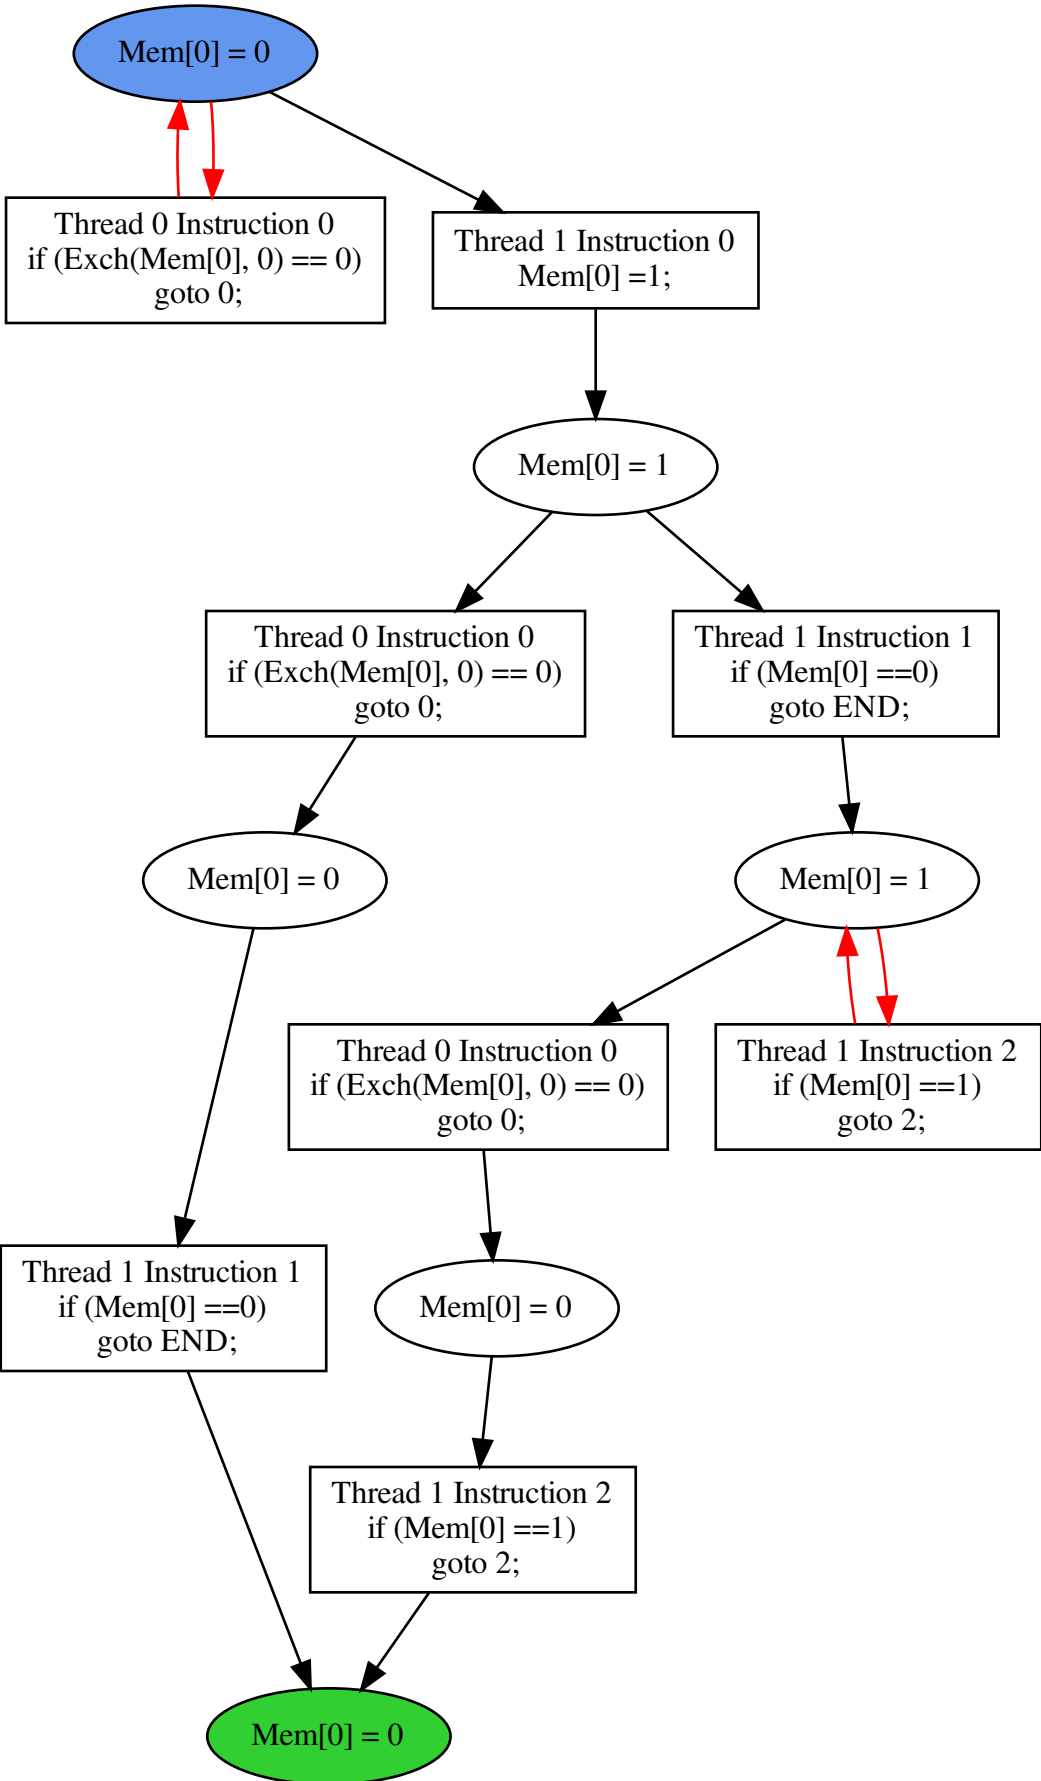 Mem[0] = 0
Thread 0 Instruction 0
if (Exch(Mem[0], 0) == 0)
goto 0;
Thread 1 Instruction 0
Mem[0] =1;
Mem[0] = 1
Thread 0 Instruction 0
if (Exch(Mem[0], 0) == 0)
goto 0;
Thread 1 Instruction 1
if (Mem[0] ==0)
goto END;
Mem[0] = 0
Mem[0] = 1
Thread 0 Instruction 0
if (Exch(Mem[0], 0) == 0)
goto 0;
Thread 1 Instruction 2
if (Mem[0] ==1)
goto 2;
Thread 1 Instruction 1
if (Mem[0] ==0)
goto END;
Mem[0] = 0
Thread 1 Instruction 2
if (Mem[0] ==1)
goto 2;
Mem[0] = 0